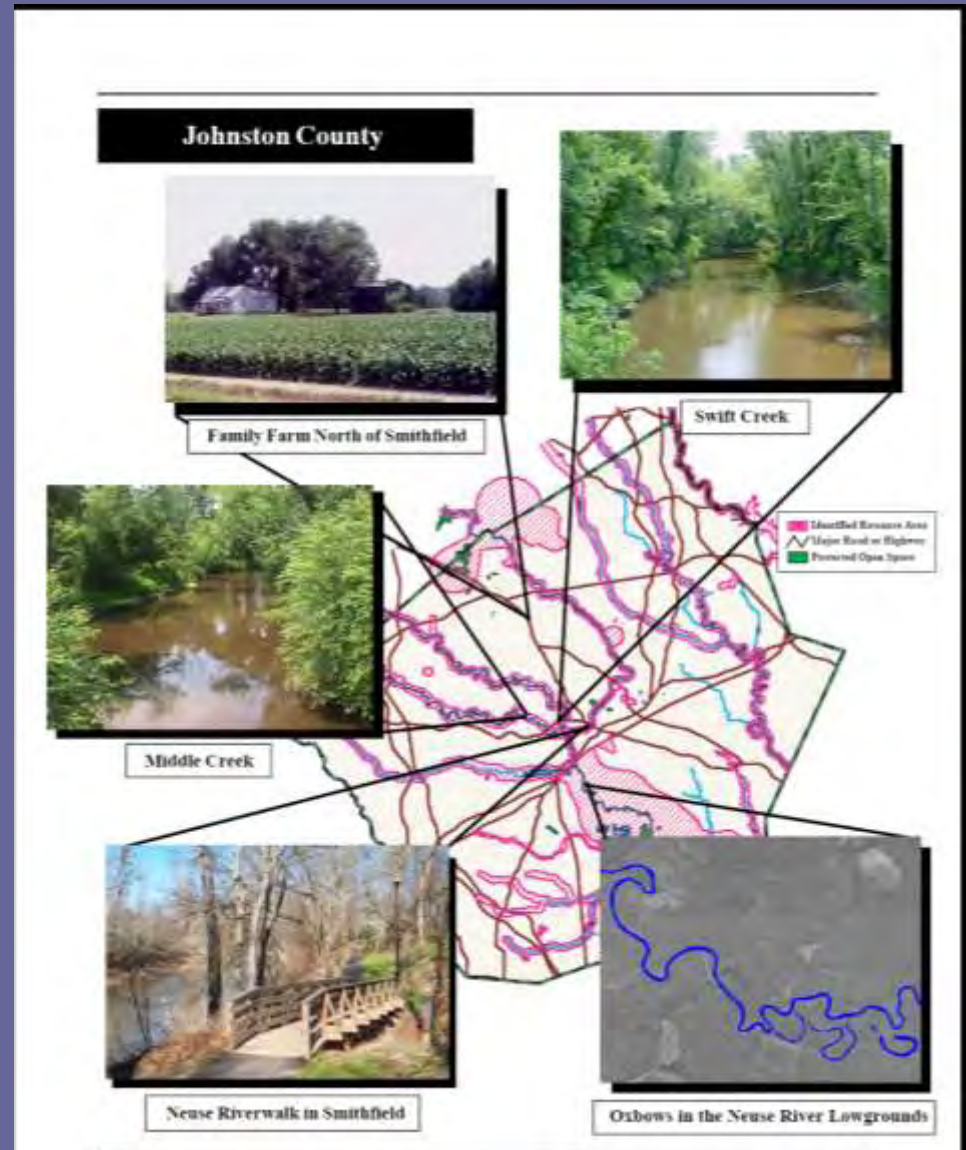 Johnston County
Family Farm North of Smithfield
Swift Creek
Identified Resource Area
Major Road or Highway
Protected Open Space
Middle Creek
Neuse Riverwalk in Smithfield
Oxbows in the Neuse River Lowgrounds